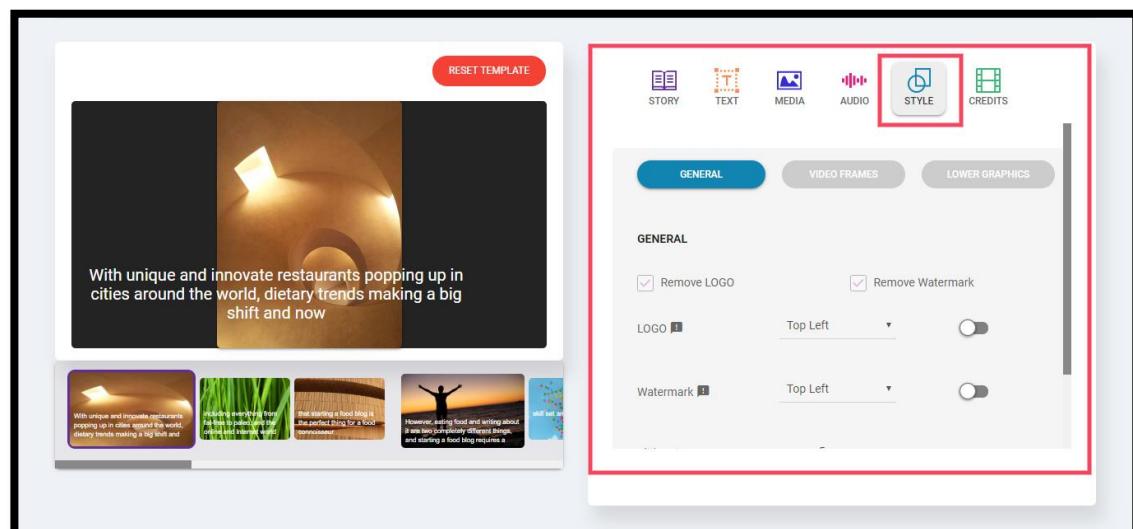 RESET TEMPLATE
With unique and innovate restaurants popping up in
cities around the world, dietary trends making a big
shift and now
With unique and innovate restaurants
popping up in cities around the world,
dietary trends making a big shift and
including everything from
fat-free to paleo, and the
online and Internet world
that starting a food blog is
the perfect thing for a food
connoisseur.
However, eating food and writing about
it are two completely different things,
and starting a food blog requires a
skill set an
STORY
TEXT
MEDIA
AUDIO
STYLE
CREDITS
GENERAL
VIDEO FRAMES
LOWER GRAPHICS
GENERAL
Remove LOGO
Remove Watermark
LOGO
Top Left
Watermark
Top Left